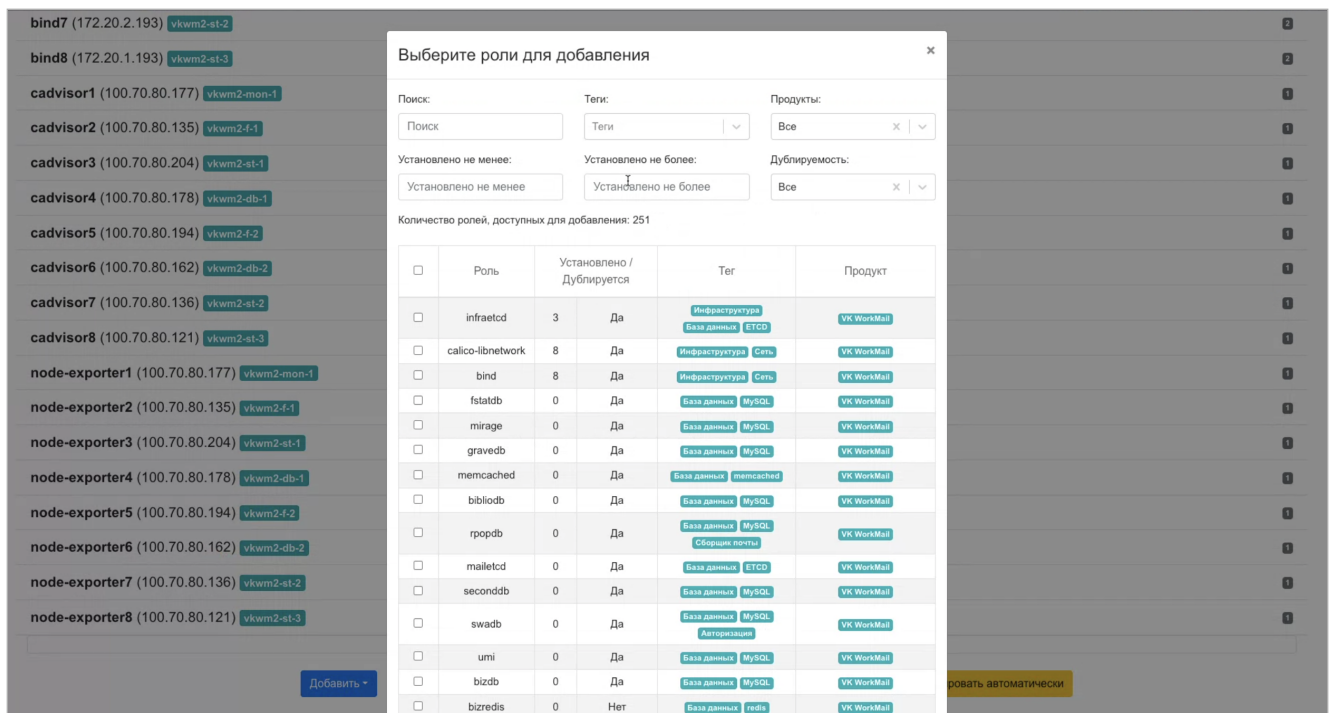 bind7 (172.20.2.193) vkwm2-st-2 2
bind8 (172.20.1.193) vkwm2-st-3 2
cadvisor1 (100.70.80.177) vkwm2-mon-1 1
cadvisor2 (100.70.80.135) vkwm2-f-1 1
cadvisor3 (100.70.80.204) vkwm2-st-1 1
cadvisor4 (100.70.80.178) vkwm2-db-1 1
cadvisor5 (100.70.80.194) vkwm2-f-2 1
cadvisor6 (100.70.80.162) vkwm2-db-2 1
cadvisor7 (100.70.80.136) vkwm2-st-2 1
cadvisor8 (100.70.80.121) vkwm2-st-3 1
node-exporter1 (100.70.80.177) vkwm2-mon-1 1
node-exporter2 (100.70.80.135) vkwm2-f-1 1
node-exporter3 (100.70.80.204) vkwm2-st-1 1
node-exporter4 (100.70.80.178) vkwm2-db-1 1
node-exporter5 (100.70.80.194) vkwm2-f-2 1
node-exporter6 (100.70.80.162) vkwm2-db-2 1
node-exporter7 (100.70.80.136) vkwm2-st-2 1
node-exporter8 (100.70.80.121) vkwm2-st-3 1
Добавить
ровать автоматически
Выберите роли для добавления ×
Поиск: Теги: Продукты:
Поиск Теги Все
Установлено не менее: Установлено не более: Дублируемость:
Установлено не менее Установлено не более Все
Количество ролей, доступных для добавления: 251
Роль Установлено / Тег Продукт
Дублируется
Инфраструктура
infraetcd 3 Да VK WorkMail
База данных ETCD
calico-libnetwork 8 Да Инфраструктура Сеть VK WorkMail
bind 8 Да Инфраструктура Сеть VK WorkMail
fstatdb 0 Да База данных MySQL VK WorkMail
mirage 0 Да База данных MySQL VK WorkMail
gravedb 0 Да База данных MySQL VK WorkMail
memcached 0 Да База данных memcached VK WorkMail
bibliodb 0 Да База данных MySQL VK WorkMail
База данных MySQL
rpopdb 0 Да VK WorkMail
Сборщик почты
mailetcd 0 Да База данных ETCD VK WorkMail
seconddb 0 Да База данных MySQL VK WorkMail
База данных MySQL
swadb 0 Да VK WorkMail
Авторизация
umi 0 Да База данных MySQL VK WorkMail
bizdb 0 Да База данных MySQL VK WorkMail
bizredis 0 Нет База данных redis VK WorkMail